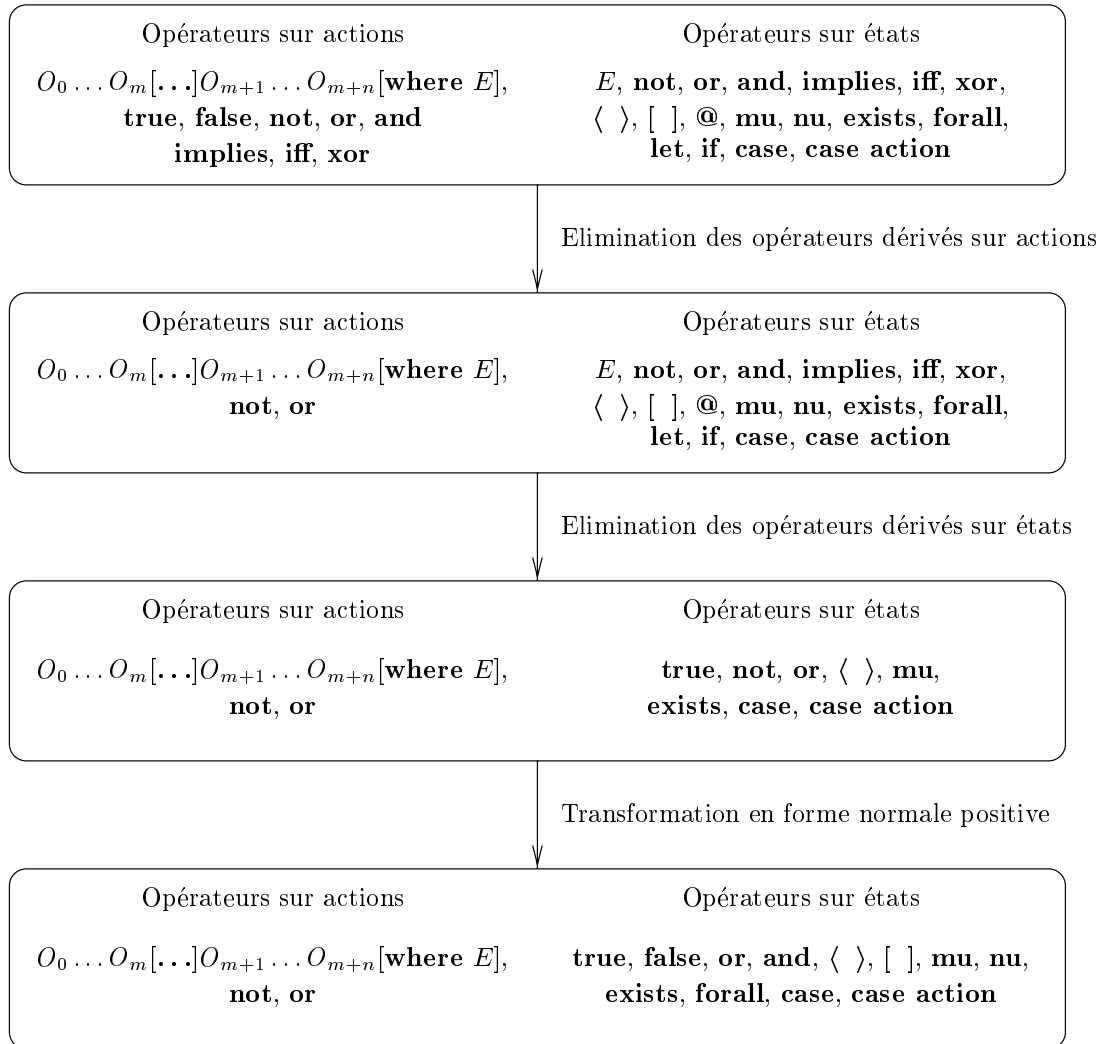 Opérateurs sur actions
O₀ … Oₘ[...]Oₘ₊₁ … Oₘ₊ₙ[where E],
true, false, not, or, and
implies, iff, xor
Opérateurs sur états
E, not, or, and, implies, iff, xor,
⟨ ⟩, [ ], @, mu, nu, exists, forall,
let, if, case, case action
Elimination des opérateurs dérivés sur actions
Opérateurs sur actions
O₀ … Oₘ[...]Oₘ₊₁ … Oₘ₊ₙ[where E],
not, or
Opérateurs sur états
E, not, or, and, implies, iff, xor,
⟨ ⟩, [ ], @, mu, nu, exists, forall,
let, if, case, case action
Elimination des opérateurs dérivés sur états
Opérateurs sur actions
O₀ … Oₘ[...]Oₘ₊₁ … Oₘ₊ₙ[where E],
not, or
Opérateurs sur états
true, not, or, ⟨ ⟩, mu,
exists, case, case action
Transformation en forme normale positive
Opérateurs sur actions
O₀ … Oₘ[...]Oₘ₊₁ … Oₘ₊ₙ[where E],
not, or
Opérateurs sur états
true, false, or, and, ⟨ ⟩, [ ], mu, nu,
exists, forall, case, case action